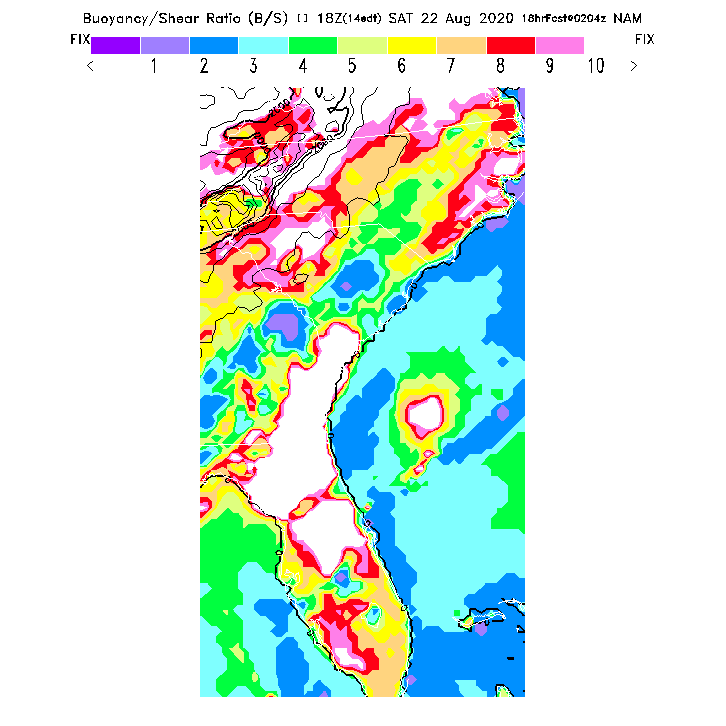 Buoyancy/Shear Ratio (B/S) [] 18Z(14edt) SAT 22 Aug 2020 18hrFcst@0204z NAM
FIX FIX
< 1 2 3 4 5 6 7 8 9 10 >